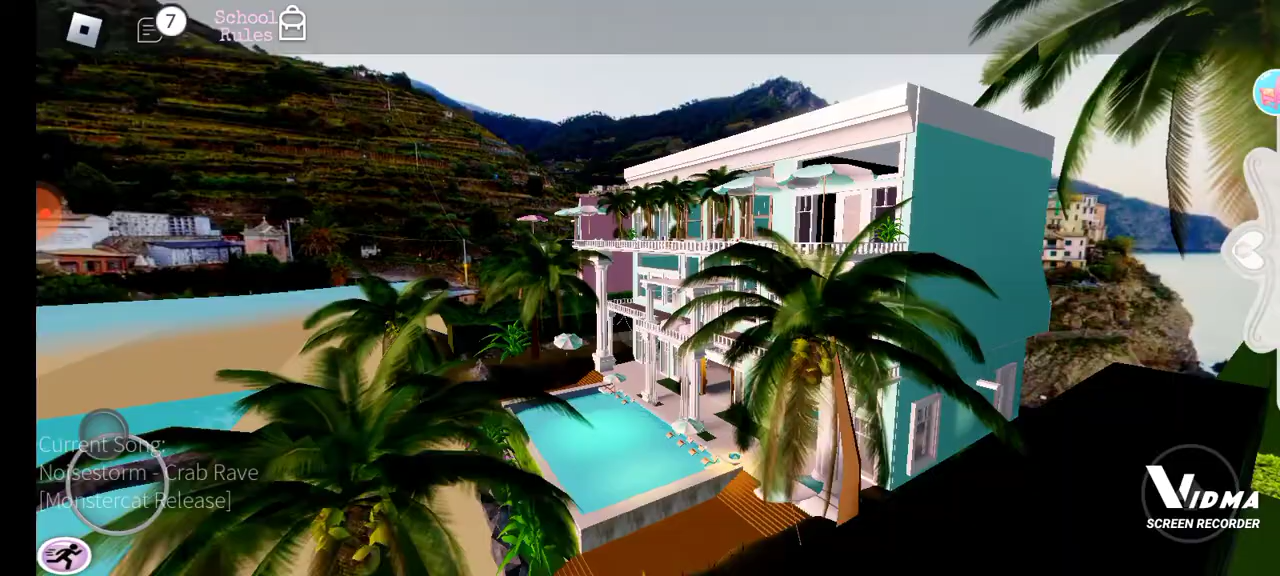 7
School
Rules
Current Song:
Noisestorm - Crab Rave
[Monstercat Release]
VIDMA
SCREEN RECORDER